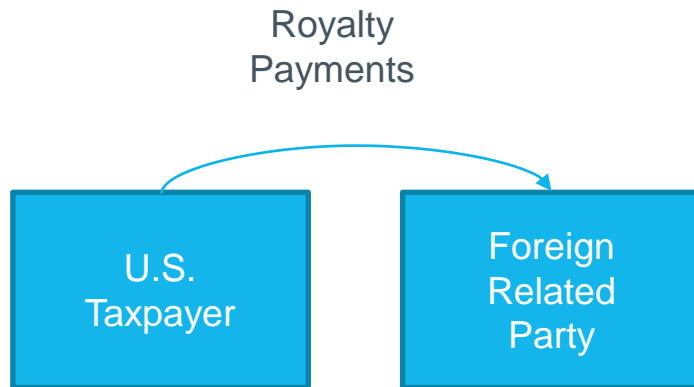 Royalty
Payments
U.S.
Taxpayer
Foreign
Related
Party